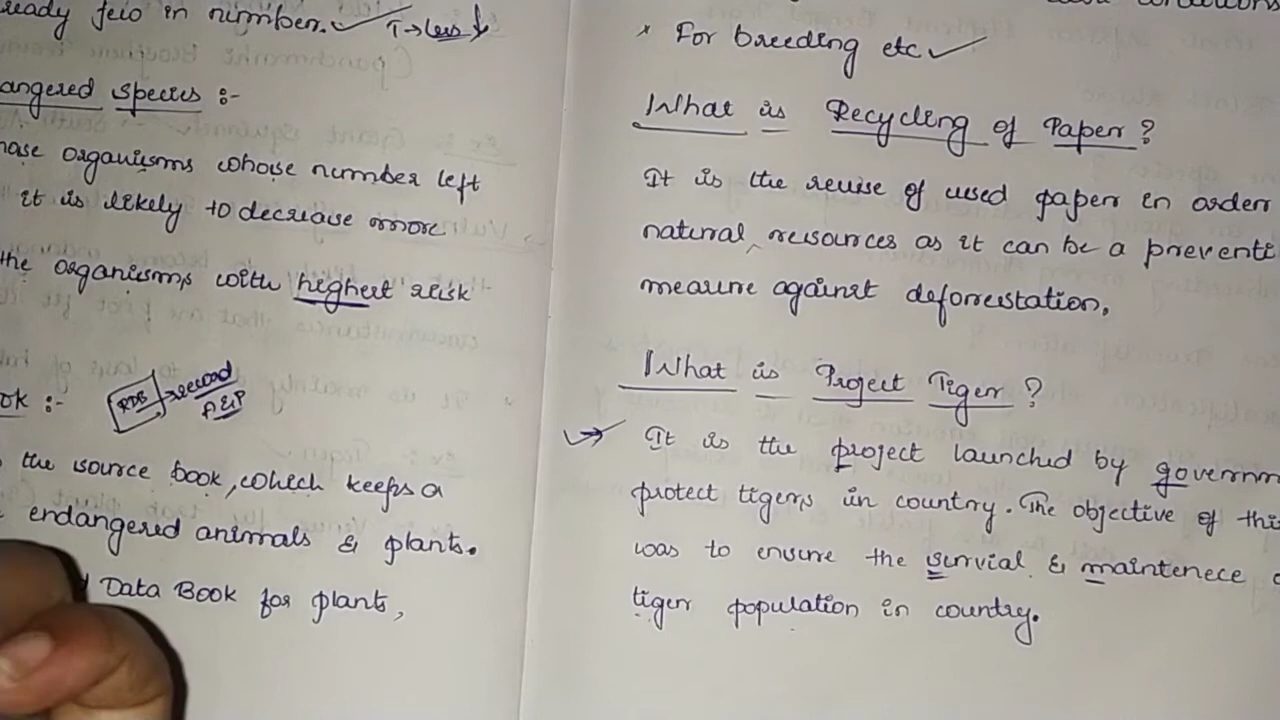 ready few in number. T→Less↓
angered species :-
hose organisms whose number left
it is likely to decrease more
the organisms with highest risk
ok :- RDB → record
A&P
the source book, which keeps a
endangered animals & plants.
Data Book for plants,
conditions
* For breeding etc
What is Recycling of Paper?
It is the reuse of used paper in order
natural resources as it can be a preventi
measure against deforestation.
What is Project Tiger?
→ It is the project launched by governm
protect tigers in country. The objective of this
was to ensure the survial & maintenece o
tiger population in country.